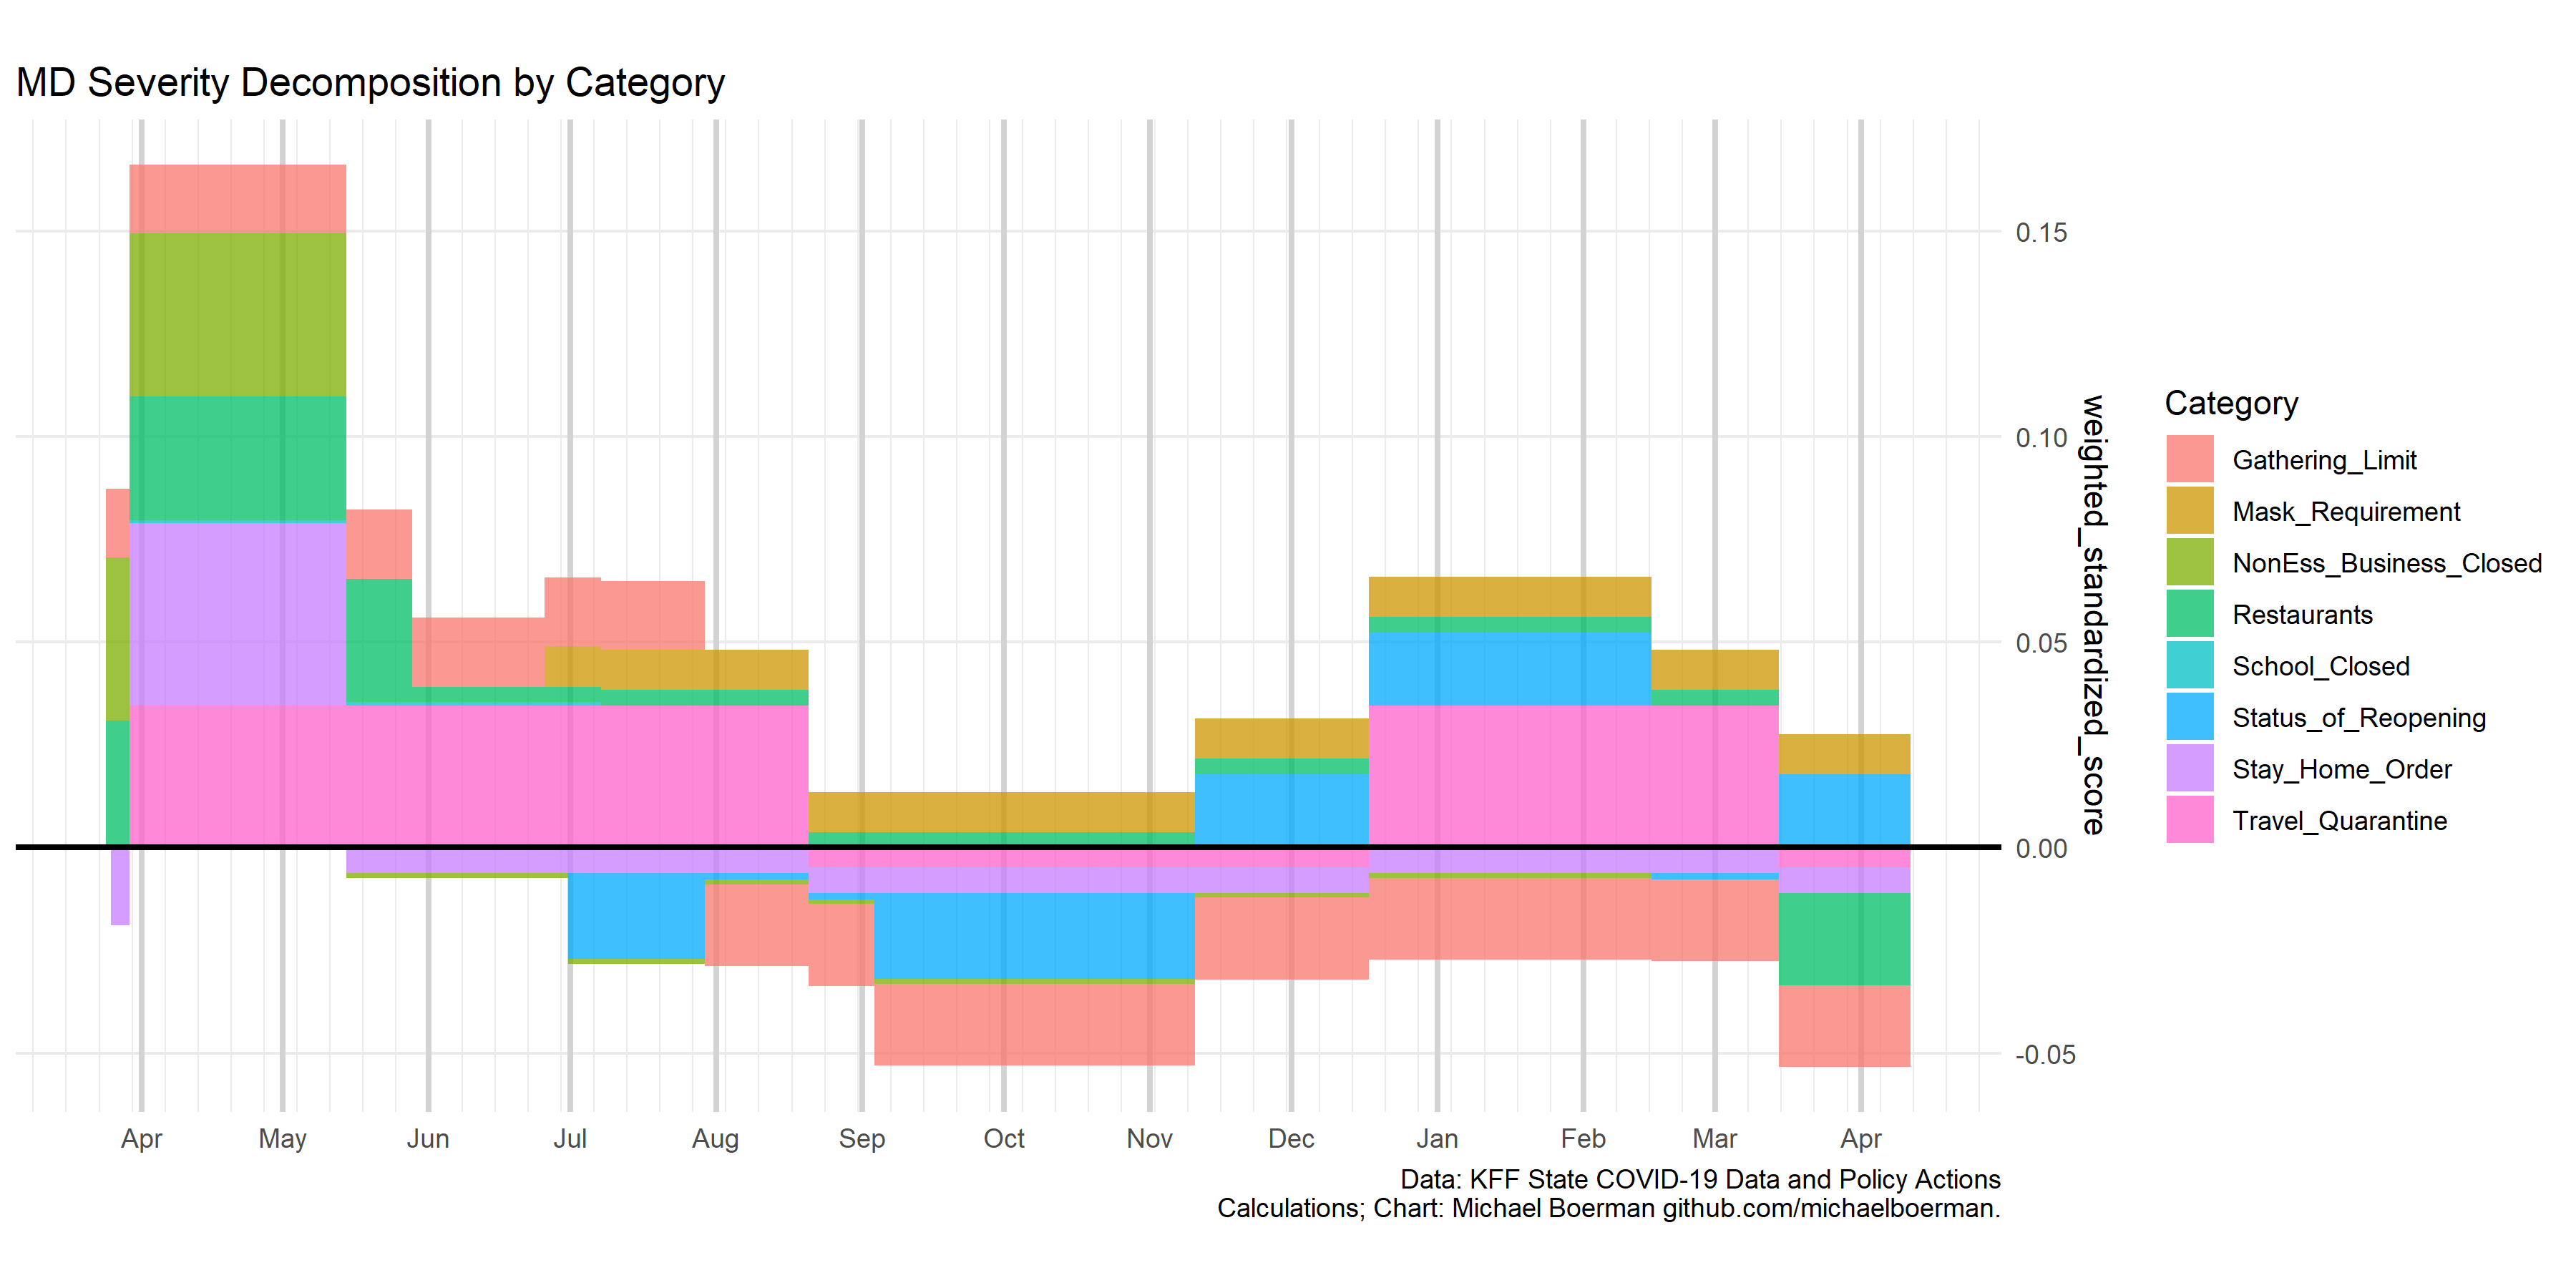 MD Severity Decomposition by Category
0.15
0.10
0.05
0.00
-0.05
weighted_standardized_score
Category
Gathering_Limit
Mask_Requirement
NonEss_Business_Closed
Restaurants
School_Closed
Status_of_Reopening
Stay_Home_Order
Travel_Quarantine
Apr May Jun Jul Aug Sep Oct Nov Dec Jan Feb Mar Apr
Data: KFF State COVID-19 Data and Policy Actions
Calculations; Chart: Michael Boerman github.com/michaelboerman.